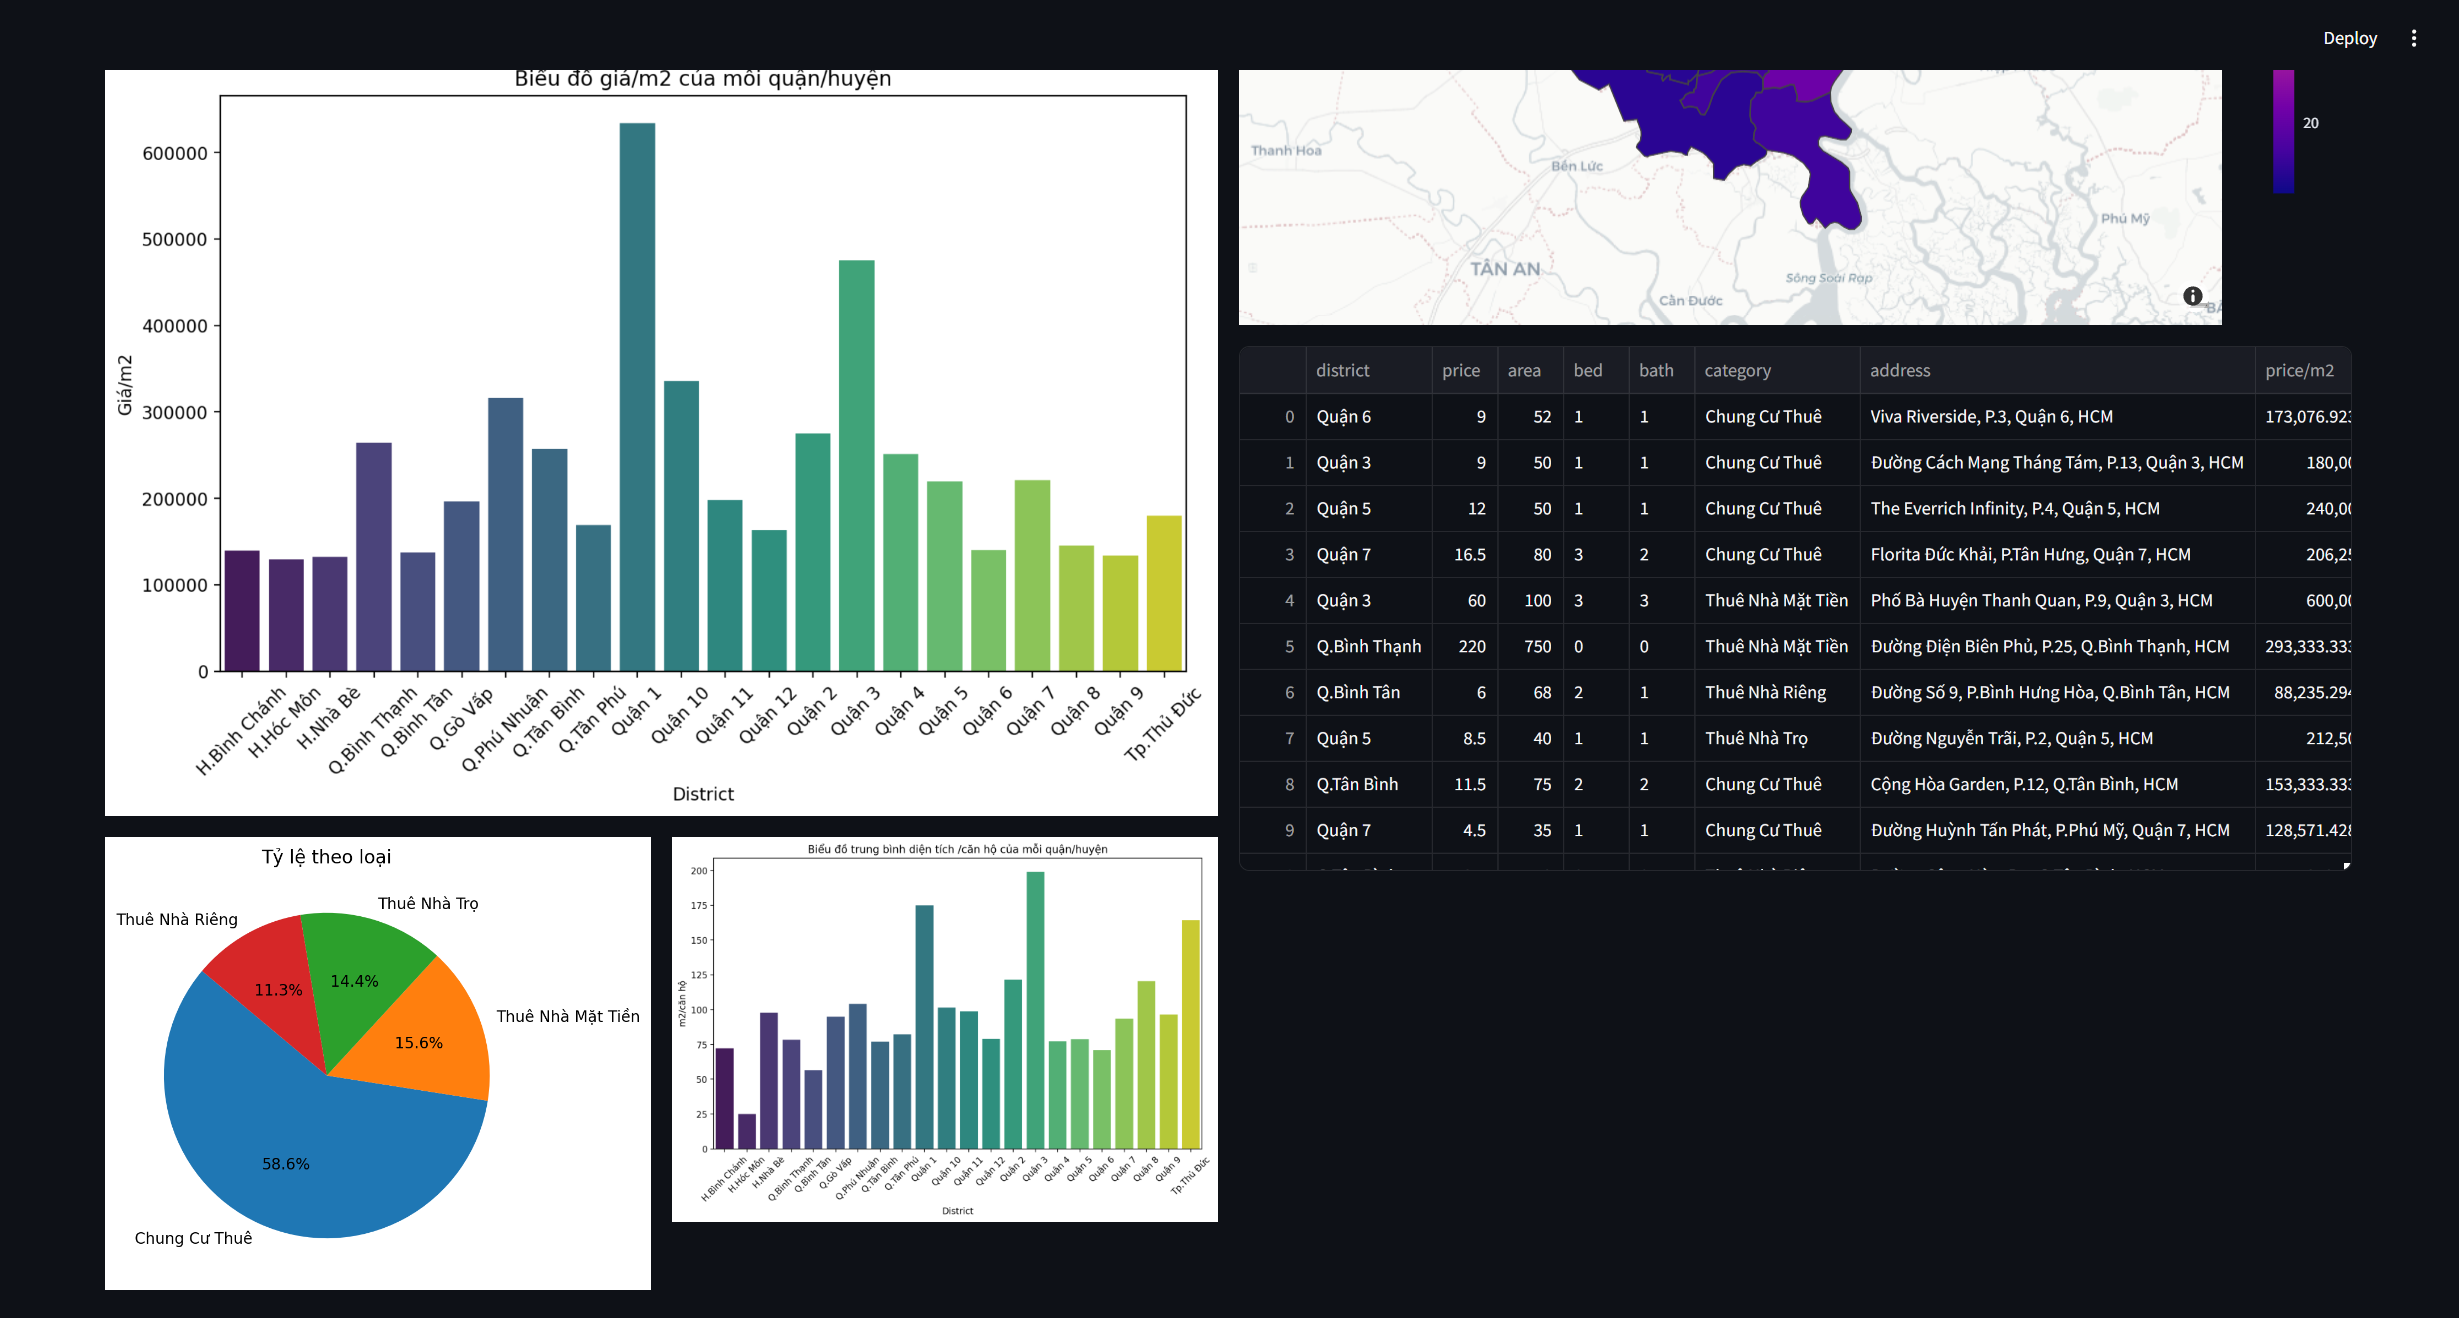 Deploy
Biểu đồ giá/m2 của mỗi quận/huyện
Giá/m2
600000
500000
400000
300000
200000
100000
0
H.Bình Chánh
H.Hóc Môn
H.Nhà Bè
Q.Bình Thạnh
Q.Bình Tân
Q.Gò Vấp
Q.Phú Nhuận
Q.Tân Bình
Q.Tân Phú
Quận 1
Quận 10
Quận 11
Quận 12
Quận 2
Quận 3
Quận 4
Quận 5
Quận 6
Quận 7
Quận 8
Quận 9
Tp.Thủ Đức
District
Thanh Hoa
Bến Lức
TÂN AN
Cần Đước
Sông Soài Rạp
Phú Mỹ
20
district price area bed bath category address price/m2
0 Quận 6 9 52 1 1 Chung Cư Thuê Viva Riverside, P.3, Quận 6, HCM 173,076.923
1 Quận 3 9 50 1 1 Chung Cư Thuê Đường Cách Mạng Tháng Tám, P.13, Quận 3, HCM 180,00
2 Quận 5 12 50 1 1 Chung Cư Thuê The Everrich Infinity, P.4, Quận 5, HCM 240,00
3 Quận 7 16.5 80 3 2 Chung Cư Thuê Florita Đức Khải, P.Tân Hưng, Quận 7, HCM 206,25
4 Quận 3 60 100 3 3 Thuê Nhà Mặt Tiền Phố Bà Huyện Thanh Quan, P.9, Quận 3, HCM 600,00
5 Q.Bình Thạnh 220 750 0 0 Thuê Nhà Mặt Tiền Đường Điện Biên Phủ, P.25, Q.Bình Thạnh, HCM 293,333.333
6 Q.Bình Tân 6 68 2 1 Thuê Nhà Riêng Đường Số 9, P.Bình Hưng Hòa, Q.Bình Tân, HCM 88,235.294
7 Quận 5 8.5 40 1 1 Thuê Nhà Trọ Đường Nguyễn Trãi, P.2, Quận 5, HCM 212,50
8 Q.Tân Bình 11.5 75 2 2 Chung Cư Thuê Cộng Hòa Garden, P.12, Q.Tân Bình, HCM 153,333.333
9 Quận 7 4.5 35 1 1 Chung Cư Thuê Đường Huỳnh Tấn Phát, P.Phú Mỹ, Quận 7, HCM 128,571.428
Tỷ lệ theo loại
Thuê Nhà Trọ
Thuê Nhà Riêng
14.4%
11.3%
Thuê Nhà Mặt Tiền
15.6%
58.6%
Chung Cư Thuê
Biểu đồ trung bình diện tích /căn hộ của mỗi quận/huyện
m2/căn hộ
200
175
150
125
100
75
50
25
0
H.Bình Chánh
H.Hóc Môn
H.Nhà Bè
Q.Bình Thạnh
Q.Bình Tân
Q.Gò Vấp
Q.Phú Nhuận
Q.Tân Bình
Q.Tân Phú
Quận 1
Quận 10
Quận 11
Quận 12
Quận 2
Quận 3
Quận 4
Quận 5
Quận 6
Quận 7
Quận 8
Quận 9
Tp.Thủ Đức
District